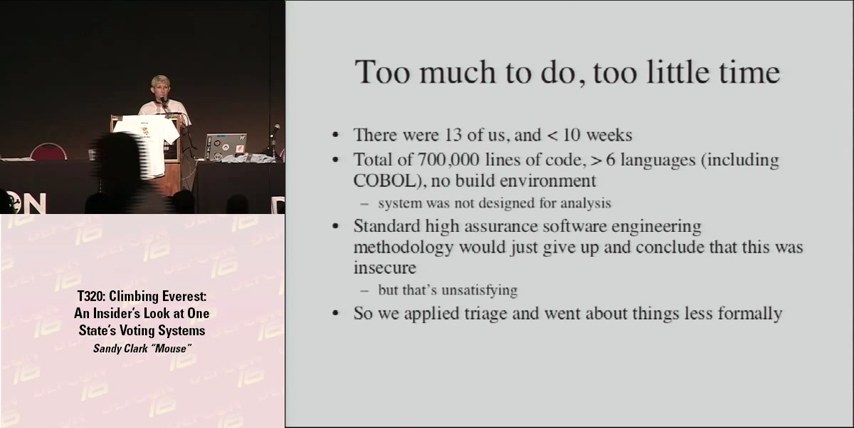 Too much to do, too little time
• There were 13 of us, and < 10 weeks
• Total of 700,000 lines of code, > 6 languages (including
COBOL), no build environment
– system was not designed for analysis
• Standard high assurance software engineering
methodology would just give up and conclude that this was
insecure
– but that's unsatisfying
• So we applied triage and went about things less formally
T320: Climbing Everest:
An Insider's Look at One
State's Voting Systems
Sandy Clark "Mouse"